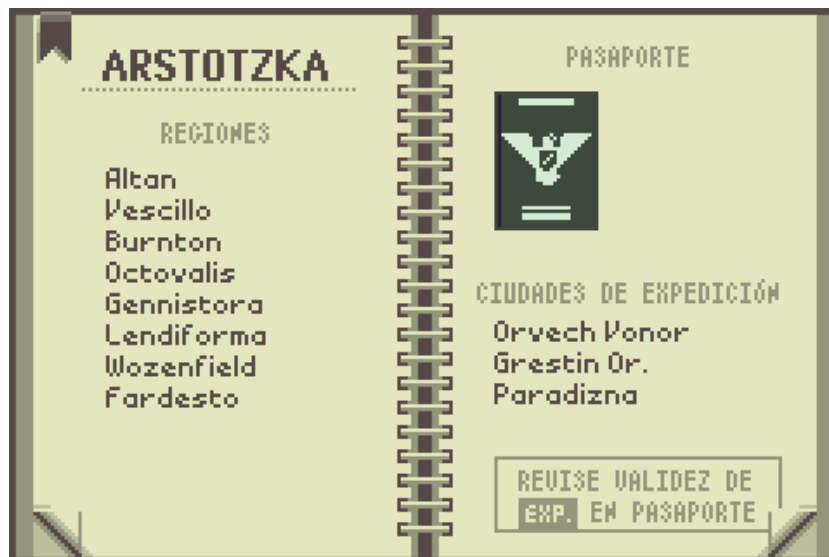 ARSTOTZKA
REGIONES
Altan
Vescillo
Burnton
Octovalis
Gennistora
Lendiforma
Wozenfield
Fardesto
PASAPORTE
CIUDADES DE EXPEDICIÓN
Orvech Vonor
Grestin Or.
Paradizna
REVISE VALIDEZ DE
EXP. EN PASAPORTE